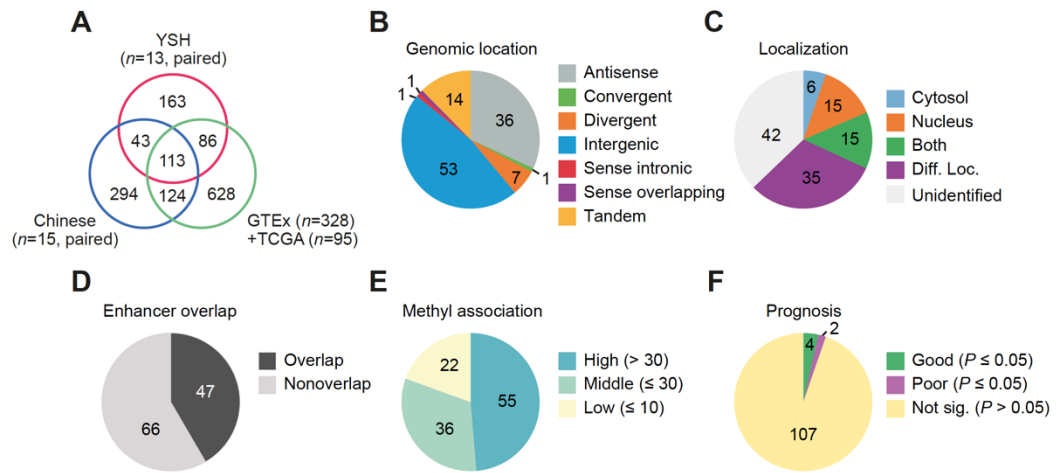 A
YSH
(n=13, paired)
163
43
86
113
294
124
628
Chinese
(n=15, paired)
GTEx (n=328)
+TCGA (n=95)
B
Genomic location
1
1
14
36
53
7
1
Antisense
Convergent
Divergent
Intergenic
Sense intronic
Sense overlapping
Tandem
C
Localization
6
15
42
15
35
Cytosol
Nucleus
Both
Diff. Loc.
Unidentified
D
Enhancer overlap
47
66
Overlap
Nonoverlap
E
Methyl association
22
55
36
High (> 30)
Middle (≤ 30)
Low (≤ 10)
F
Prognosis
4
2
107
Good (P ≤ 0.05)
Poor (P ≤ 0.05)
Not sig. (P > 0.05)